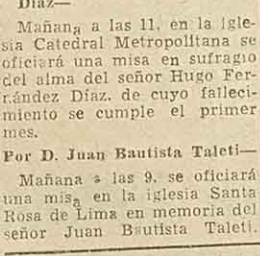 Díaz—
Mañana a las 11, en la igle-
sia Catedral Metropolitana se
oficiará una misa en sufragio
del alma del señor Hugo Fer-
nández Díaz, de cuyo falleci-
miento se cumple el primer
mes.
Por D. Juan Bautista Taleti—
Mañana a las 9, se oficiará
una misa en la iglesia Santa
Rosa de Lima en memoria del
señor Juan Bautista Taleti.